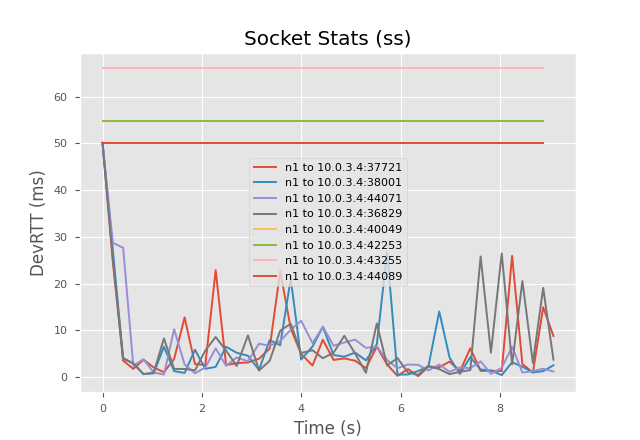 Socket Stats (ss)
DevRTT (ms)
60
50
40
30
20
10
0
n1 to 10.0.3.4:37721
n1 to 10.0.3.4:38001
n1 to 10.0.3.4:44071
n1 to 10.0.3.4:36829
n1 to 10.0.3.4:40049
n1 to 10.0.3.4:42253
n1 to 10.0.3.4:43255
n1 to 10.0.3.4:44089
0 2 4 6 8
Time (s)